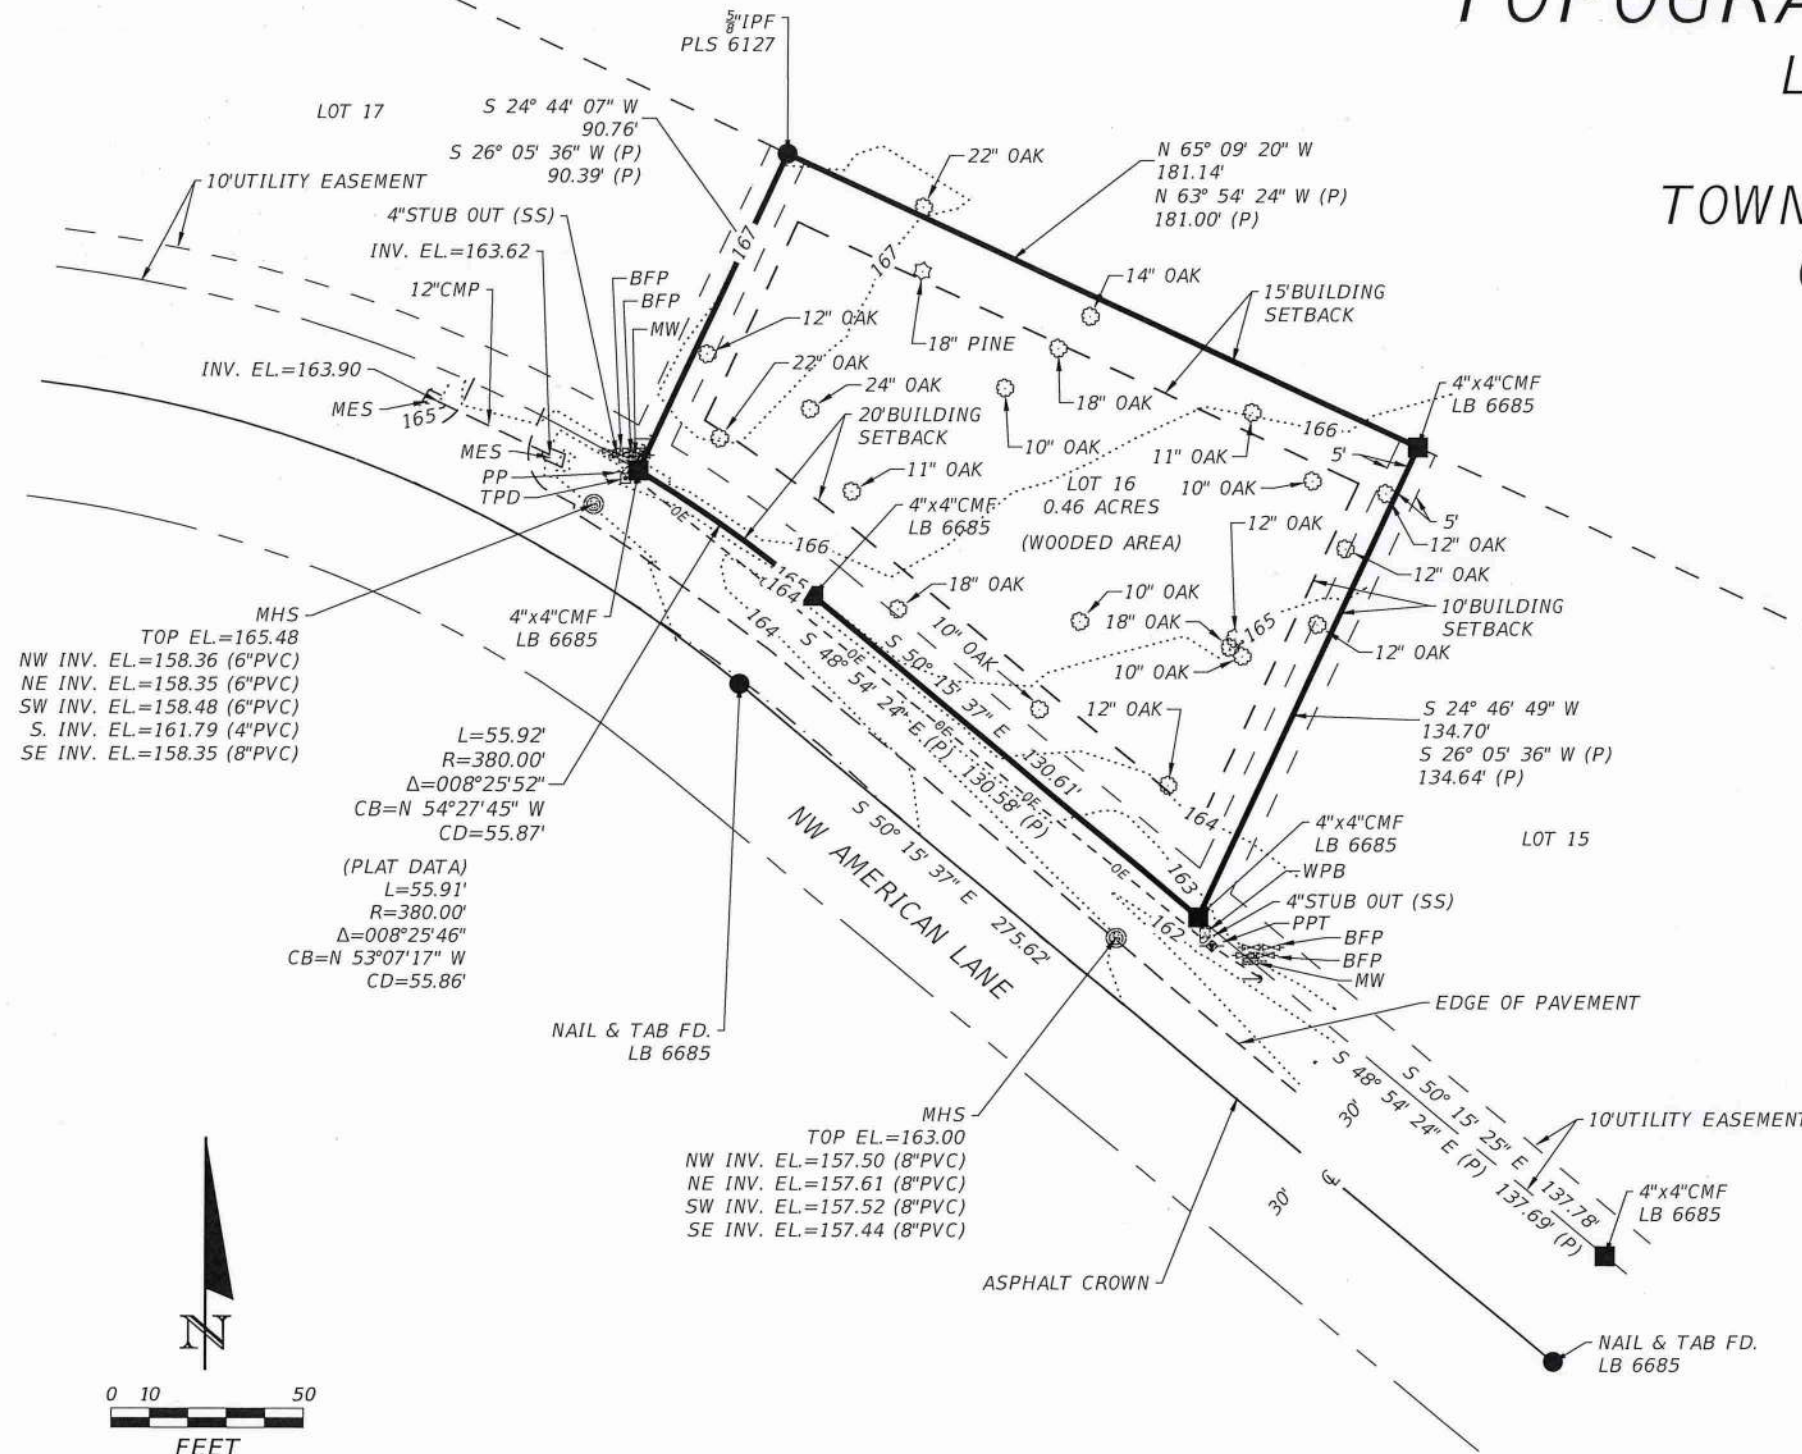 TOPOGRA
L
TOWN
5/8"IPF
PLS 6127
LOT 17
S 24° 44' 07" W
90.76'
S 26° 05' 36" W (P)
90.39' (P)
10'UTILITY EASEMENT
4"STUB OUT (SS)
INV. EL.=163.62
12"CMP
BFP
BFP
MW
INV. EL.=163.90
MES
165
MES
PP
TPD
167
167
22" OAK
N 65° 09' 20" W
181.14'
N 63° 54' 24" W (P)
181.00' (P)
14" OAK
15'BUILDING
SETBACK
12" OAK
18" PINE
22" OAK
24" OAK
18" OAK
20'BUILDING
SETBACK
10" OAK
166
4"x4"CMF
LB 6685
5'
11" OAK
11" OAK
LOT 16
0.46 ACRES
(WOODED AREA)
10" OAK
4"x4"CMF
LB 6685
12" OAK
5'
12" OAK
12" OAK
OE
166
165
164
164
18" OAK
10" OAK
10" OAK
18" OAK
165
10" OAK
10'BUILDING
SETBACK
12" OAK
MHS
TOP EL.=165.48
NW INV. EL.=158.36 (6"PVC)
NE INV. EL.=158.35 (6"PVC)
SW INV. EL.=158.48 (6"PVC)
S. INV. EL.=161.79 (4"PVC)
SE INV. EL.=158.35 (8"PVC)
4"x4"CMF
LB 6685
S 50° 15' 37" E 130.61'
S 48° 54' 24" E (P) 130.58' (P)
OE
OE
OE
OE
12" OAK
S 24° 46' 49" W
134.70'
S 26° 05' 36" W (P)
134.64' (P)
L=55.92'
R=380.00'
Δ=008°25'52"
CB=N 54°27'45" W
CD=55.87'
(PLAT DATA)
L=55.91'
R=380.00'
Δ=008°25'46"
CB=N 53°07'17" W
CD=55.86'
NW AMERICAN LANE
S 50° 15' 37" E 275.62'
164
163
162
4"x4"CMF
LB 6685
LOT 15
WPB
4"STUB OUT (SS)
PPT
BFP
BFP
MW
EDGE OF PAVEMENT
NAIL & TAB FD.
LB 6685
S 50° 15' 25" E 137.78'
S 48° 54' 24" E (P) 137.69' (P)
30'
10'UTILITY EASEMENT
MHS
TOP EL.=163.00
NW INV. EL.=157.50 (8"PVC)
NE INV. EL.=157.61 (8"PVC)
SW INV. EL.=157.52 (8"PVC)
SE INV. EL.=157.44 (8"PVC)
30'
℄
4"x4"CMF
LB 6685
ASPHALT CROWN
NAIL & TAB FD.
LB 6685
N
0 10 50
FEET